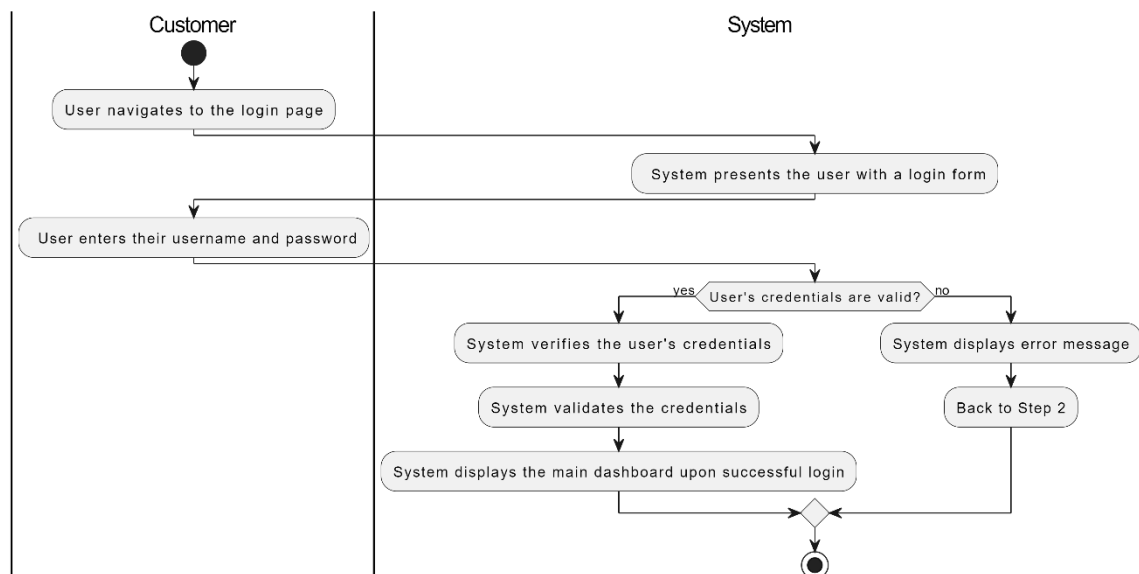 Customer
System
User navigates to the login page
System presents the user with a login form
User enters their username and password
User's credentials are valid?
yes
no
System verifies the user's credentials
System displays error message
System validates the credentials
Back to Step 2
System displays the main dashboard upon successful login